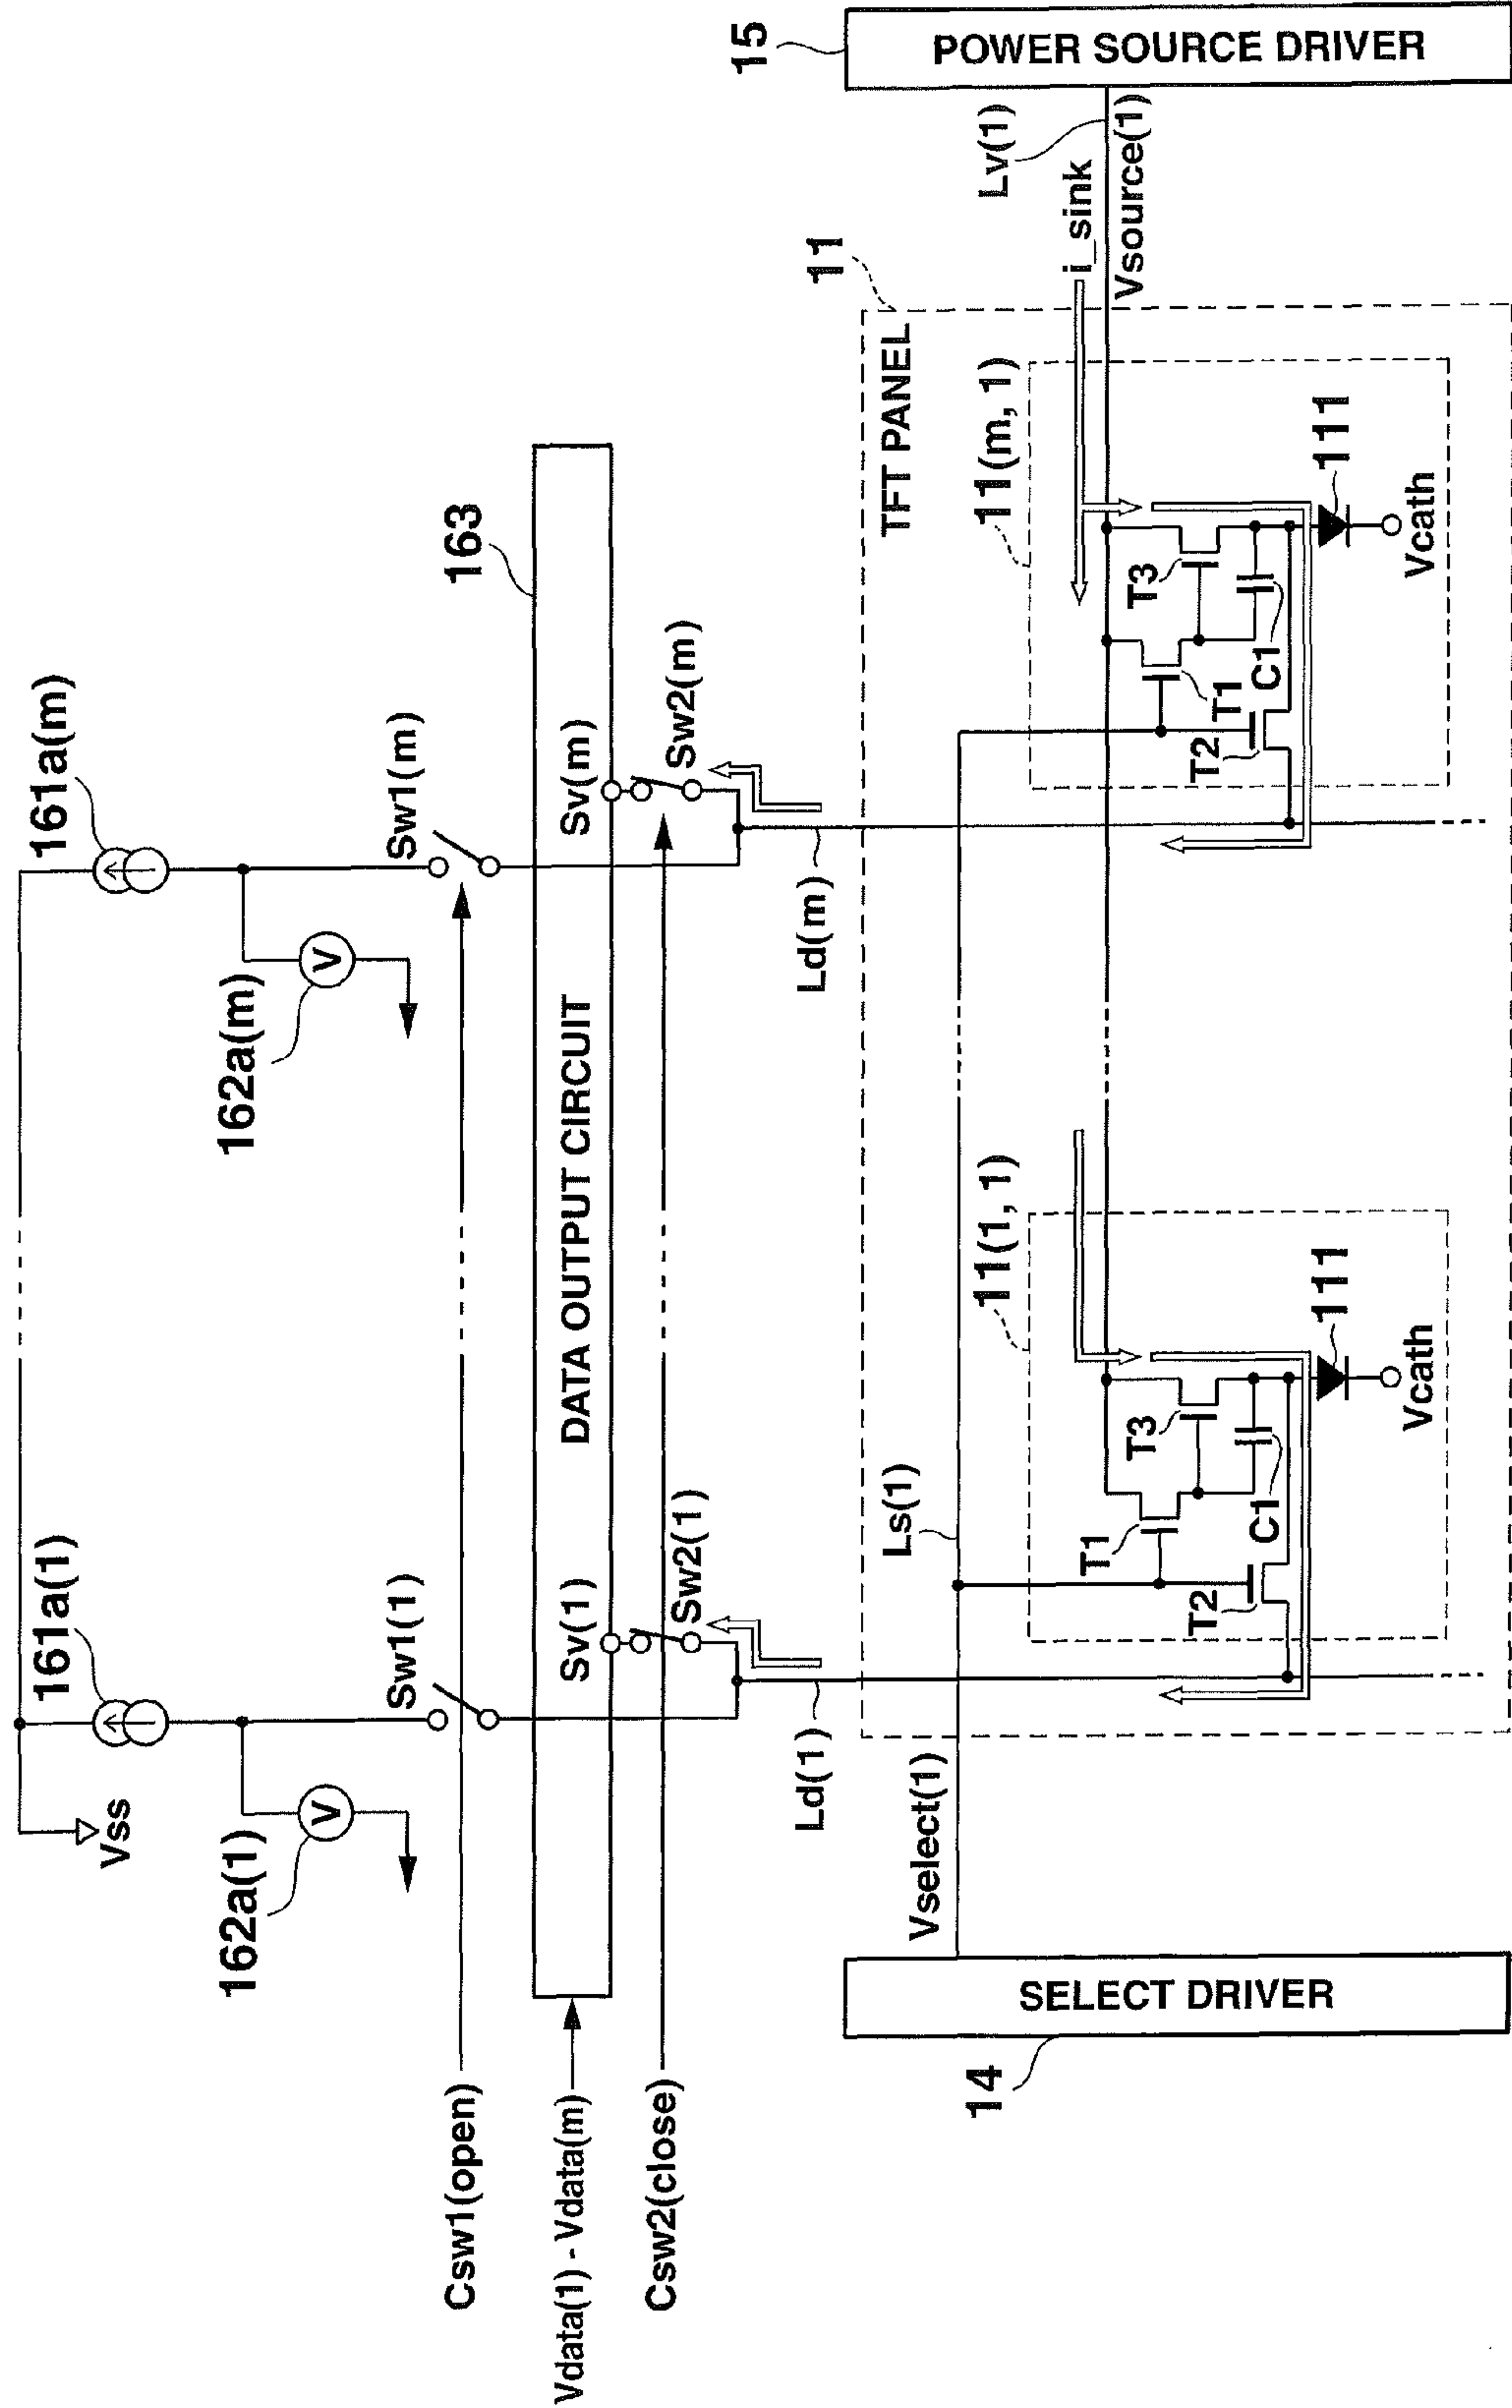 Vss
161a(1)
161a(m)
162a(1)
V
162a(m)
V
Csw1(open)
Sw1(1)
Sw1(m)
163
Vdata(1) - Vdata(m)
DATA OUTPUT CIRCUIT
Sv(1)
Sv(m)
Csw2(close)
Sw2(1)
Sw2(m)
Ld(1)
Ld(m)
15
11
14
SELECT DRIVER
Vselect(1)
Ls(1)
TFT PANEL
POWER SOURCE DRIVER
Lv(1)
i_sink
Vsource(1)
11(1, 1)
T1
T3
T2
C1
111
Vcath
11(m, 1)
T3
T1
T2
C1
111
Vcath